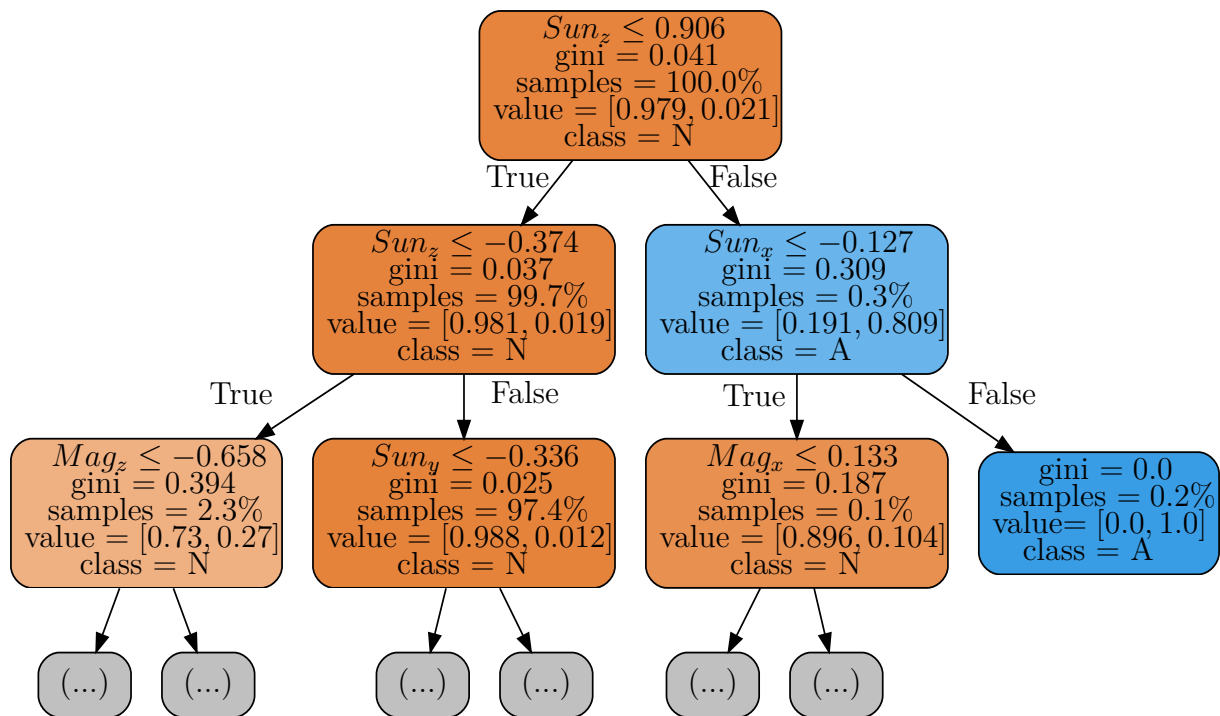 Sun_z ≤ 0.906
gini = 0.041
samples = 100.0%
value = [0.979, 0.021]
class = N
True
False
Sun_z ≤ −0.374
gini = 0.037
samples = 99.7%
value = [0.981, 0.019]
class = N
Sun_x ≤ −0.127
gini = 0.309
samples = 0.3%
value = [0.191, 0.809]
class = A
True
False
True
False
Mag_z ≤ −0.658
gini = 0.394
samples = 2.3%
value = [0.73, 0.27]
class = N
Sun_y ≤ −0.336
gini = 0.025
samples = 97.4%
value = [0.988, 0.012]
class = N
Mag_x ≤ 0.133
gini = 0.187
samples = 0.1%
value = [0.896, 0.104]
class = N
gini = 0.0
samples = 0.2%
value= [0.0, 1.0]
class = A
(...)
(...)
(...)
(...)
(...)
(...)